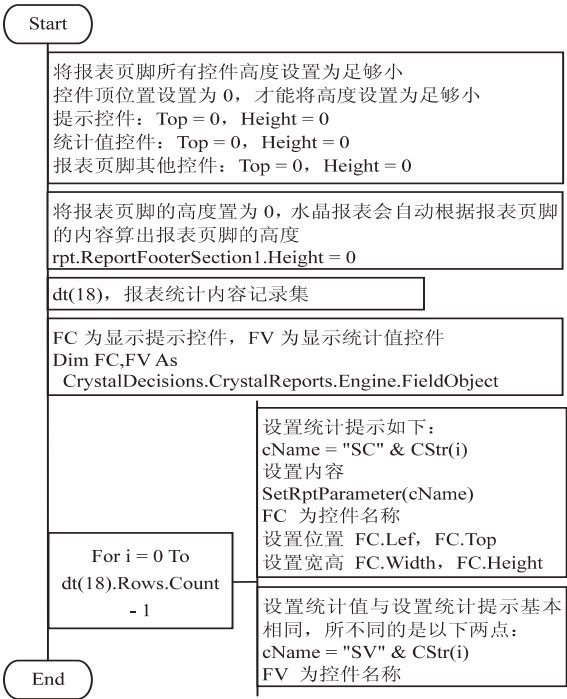 Start
将报表页脚所有控件高度设置为足够小
控件顶位置设置为 0，才能将高度设置为足够小
提示控件：Top = 0，Height = 0
统计值控件：Top = 0，Height = 0
报表页脚其他控件：Top = 0，Height = 0
将报表页脚的高度置为 0，水晶报表会自动根据报表页脚
的内容算出报表页脚的高度
rpt.ReportFooterSection1.Height = 0
dt(18)，报表统计内容记录集
FC 为显示提示控件，FV 为显示统计值控件
Dim FC,FV As
CrystalDecisions.CrystalReports.Engine.FieldObject
For i = 0 To
dt(18).Rows.Count
- 1
设置统计提示如下：
cName = "SC" & CStr(i)
设置内容
SetRptParameter(cName)
FC 为控件名称
设置位置 FC.Lef，FC.Top
设置宽高 FC.Width，FC.Height
设置统计值与设置统计提示基本
相同，所不同的是以下两点：
cName = "SV" & CStr(i)
FV 为控件名称
End